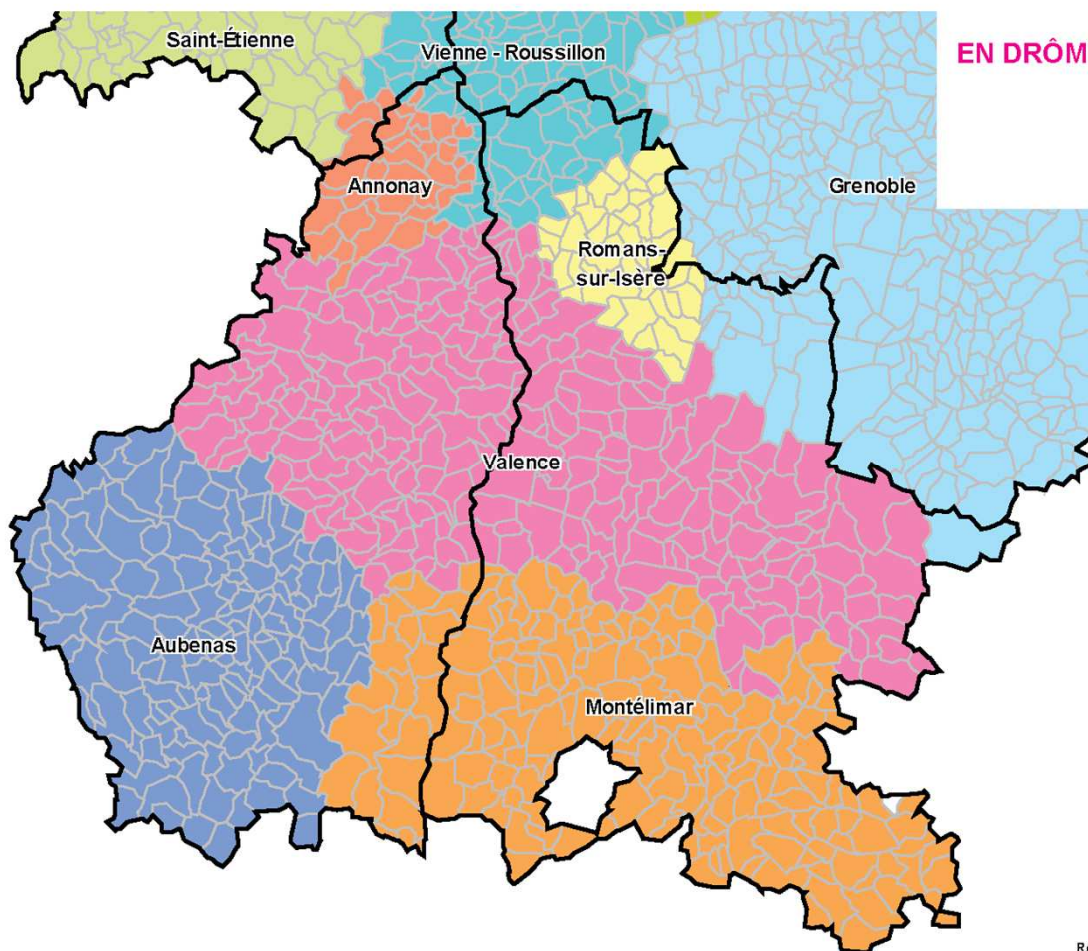 Saint-Étienne
Vienne - Roussillon
EN DRÔM
Annonay
Grenoble
Romans-
sur-Isère
Valence
Aubenas
Montélimar